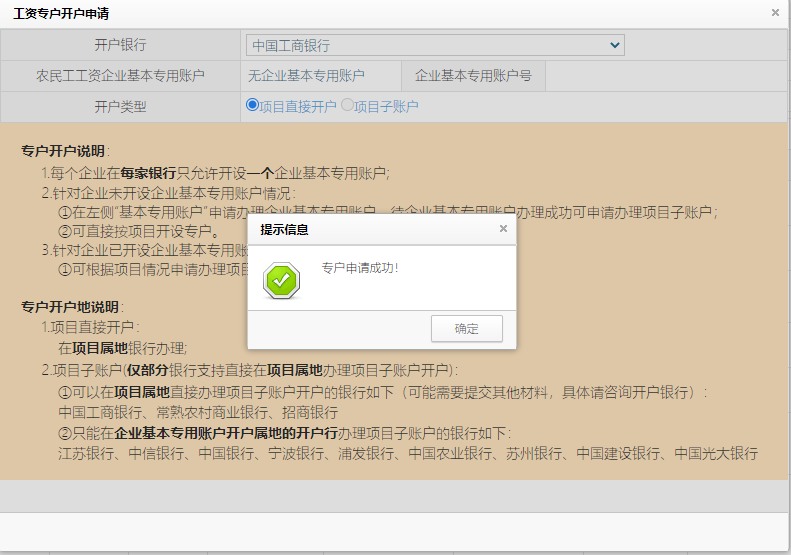 工资专户开户申请
开户银行 中国工商银行
农民工工资企业基本专用账户 无企业基本专用账户 企业基本专用账户号
开户类型 项目直接开户 项目子账户
专户开户说明:
1.每个企业在每家银行只允许开设一个企业基本专用账户;
2.针对企业未开设企业基本专用账户情况:
①在左侧"基本专用账户"申请办理企业基本专用账户，待企业基本专用账户办理成功可申请办理项目子账户;
②可直接按项目开设专户。
3.针对企业已开设企业基本专用账
①可根据项目情况申请办理项目
提示信息
专户申请成功!
确定
专户开户地说明:
1.项目直接开户:
在项目属地银行办理;
2.项目子账户(仅部分银行支持直接在项目属地办理项目子账户开户):
①可以在项目属地直接办理项目子账户开户的银行如下（可能需要提交其他材料，具体请咨询开户银行）:
中国工商银行、常熟农村商业银行、招商银行
②只能在企业基本专用账户开户属地的开户行办理项目子账户的银行如下:
江苏银行、中信银行、中国银行、宁波银行、浦发银行、中国农业银行、苏州银行、中国建设银行、中国光大银行